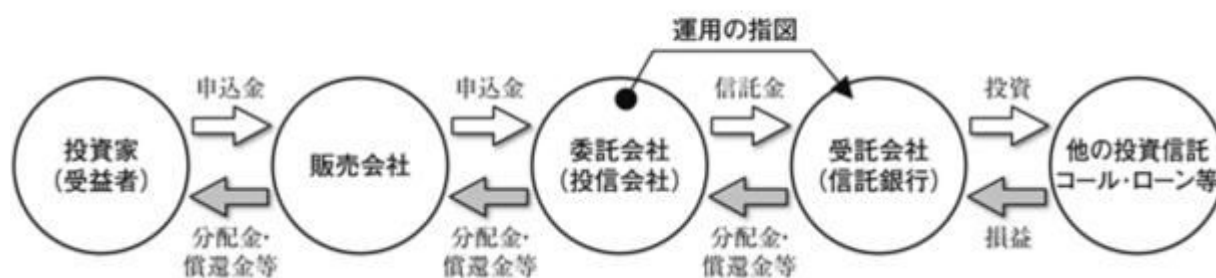 運用の指図
申込金
申込金
信託金
投資
投資家
(受益者)
販売会社
委託会社
(投信会社)
受託会社
(信託銀行)
他の投資信託
コール・ローン等
分配金・
償還金等
分配金・
償還金等
分配金・
償還金等
損益